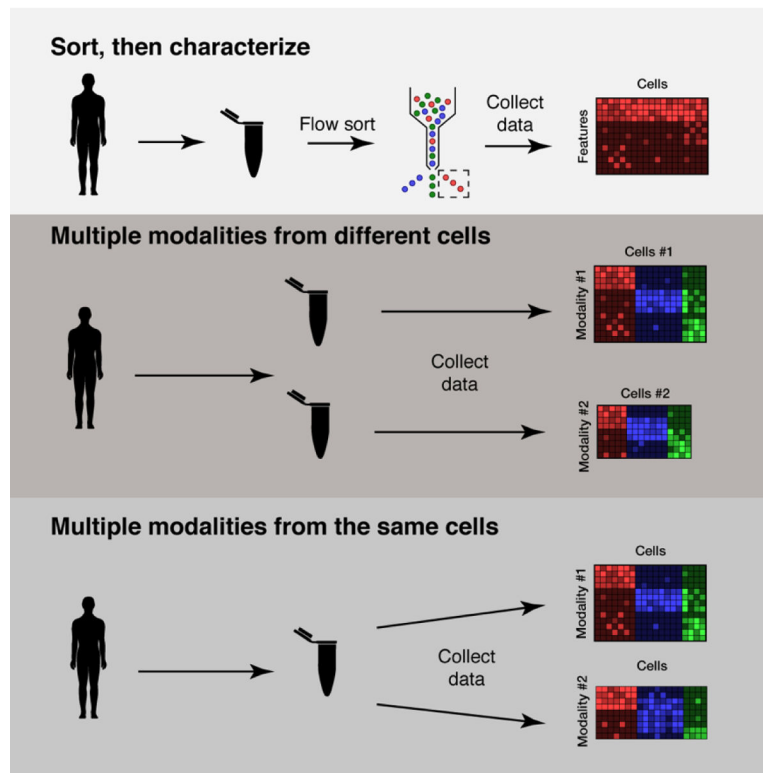 Sort, then characterize
Flow sort
Collect
data
Cells
Features
Multiple modalities from different cells
Cells #1
Modality #1
Collect
data
Cells #2
Modality #2
Multiple modalities from the same cells
Cells
Modality #1
Collect
data
Cells
Modality #2